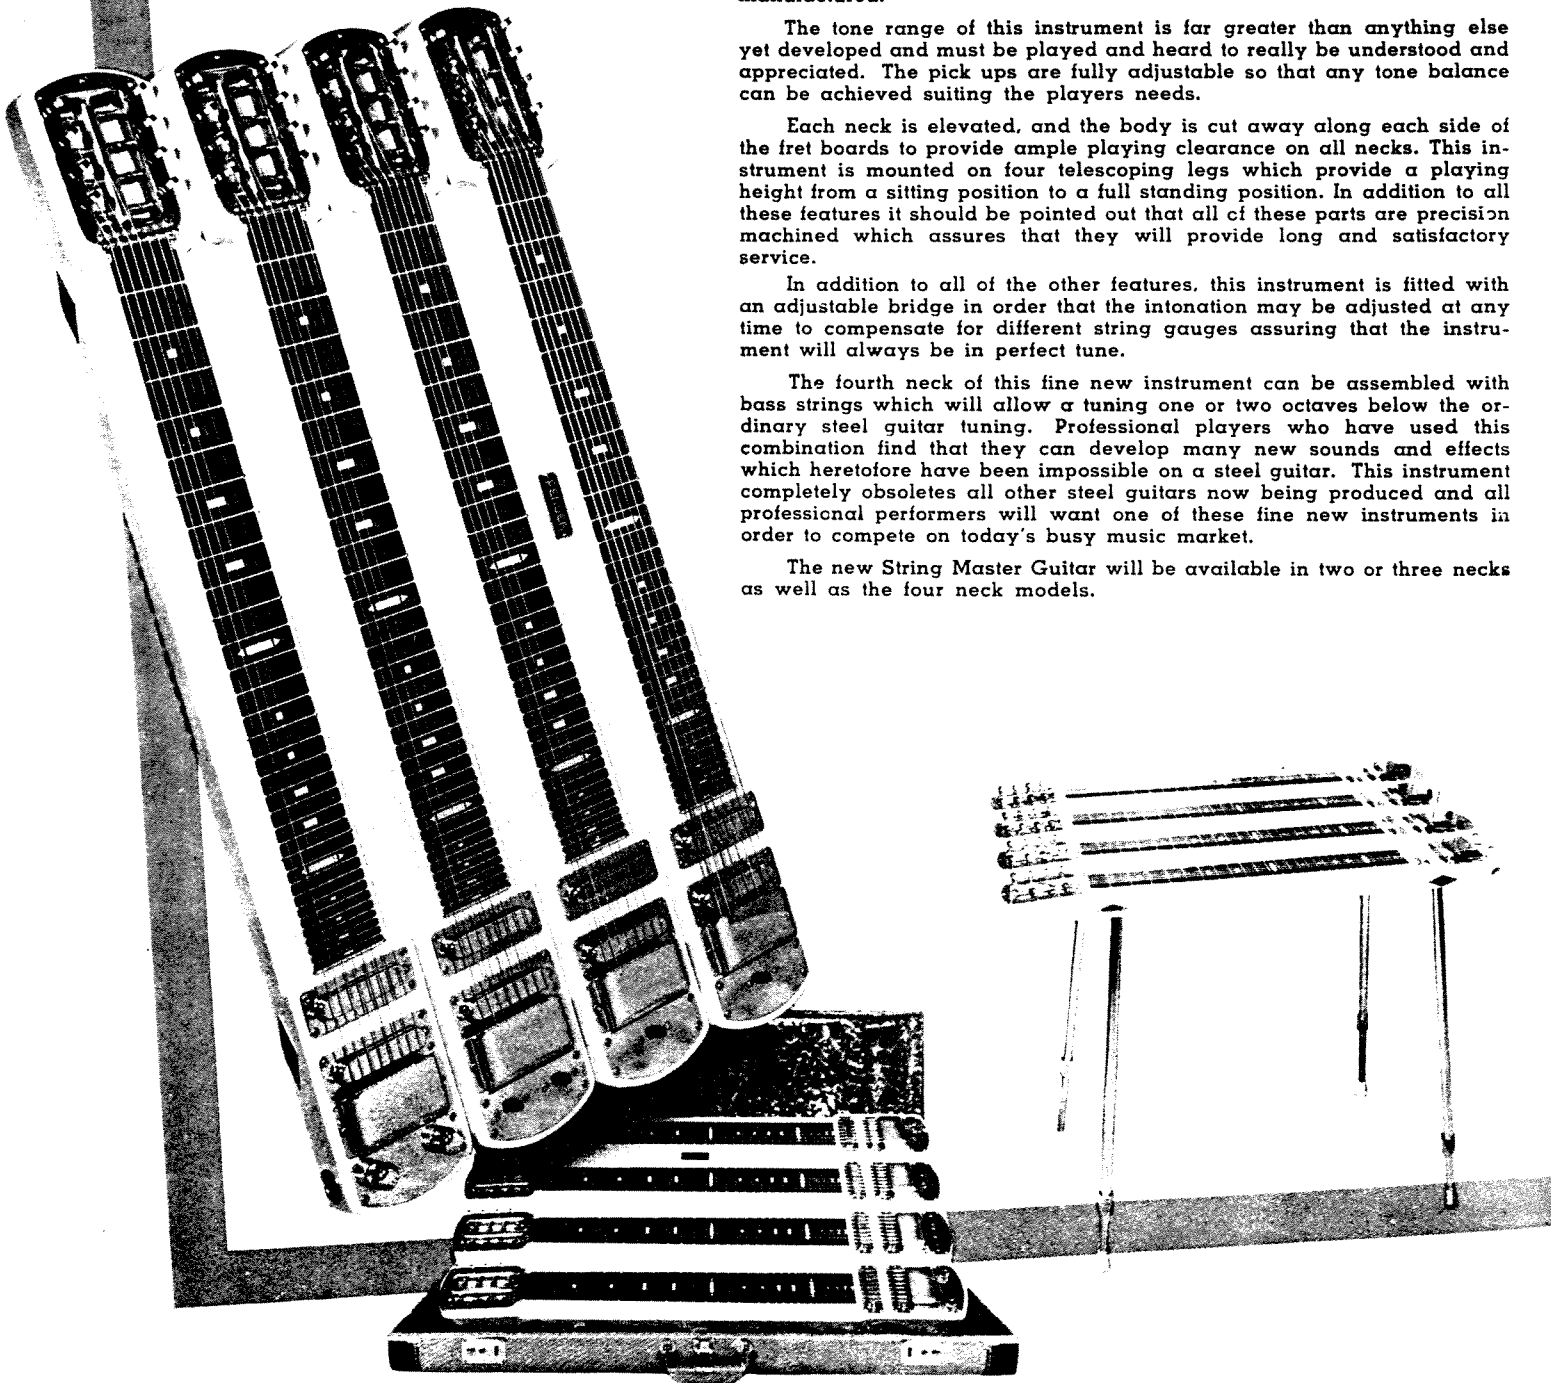 The tone range of this instrument is far greater than anything else
yet developed and must be played and heard to really be understood and
appreciated. The pick ups are fully adjustable so that any tone balance
can be achieved suiting the players needs.
Each neck is elevated, and the body is cut away along each side of
the fret boards to provide ample playing clearance on all necks. This in-
strument is mounted on four telescoping legs which provide a playing
height from a sitting position to a full standing position. In addition to all
these features it should be pointed out that all of these parts are precision
machined which assures that they will provide long and satisfactory
service.
In addition to all of the other features, this instrument is fitted with
an adjustable bridge in order that the intonation may be adjusted at any
time to compensate for different string gauges assuring that the instru-
ment will always be in perfect tune.
The fourth neck of this fine new instrument can be assembled with
bass strings which will allow a tuning one or two octaves below the or-
dinary steel guitar tuning. Professional players who have used this
combination find that they can develop many new sounds and effects
which heretofore have been impossible on a steel guitar. This instrument
completely obsoletes all other steel guitars now being produced and all
professional performers will want one of these fine new instruments in
order to compete on today's busy music market.
The new String Master Guitar will be available in two or three necks
as well as the four neck models.